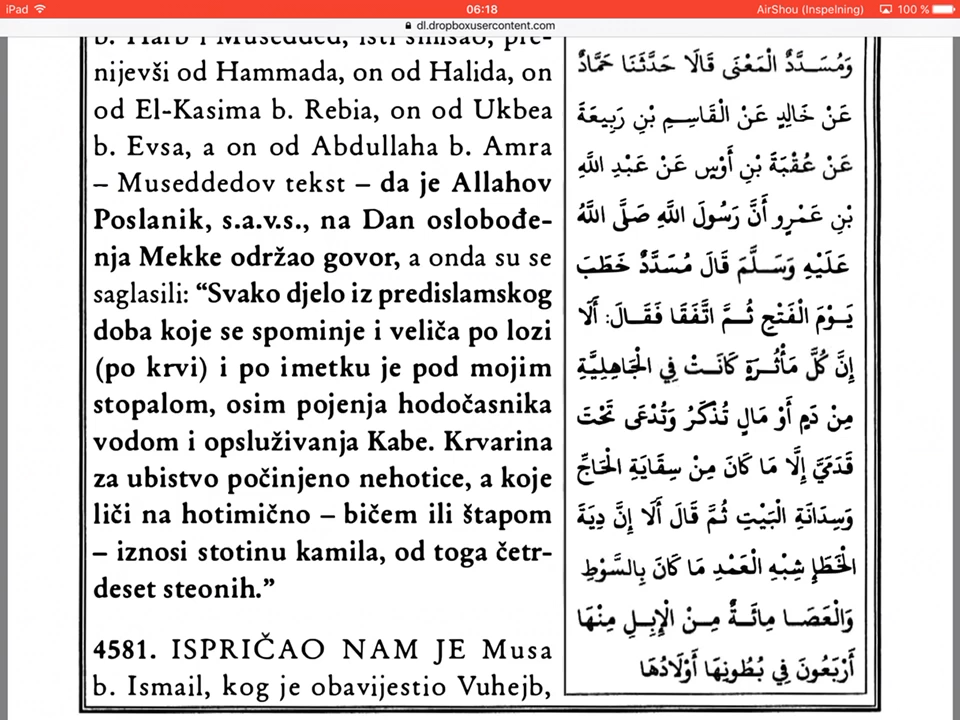 iPad
06:18
AirShou (Inspelning)
100 %
dl.dropboxusercontent.com
b. Harb i Musedded, isti smisao, pre-
nijevši od Hammada, on od Halida, on
od El-Kasima b. Rebia, on od Ukbea
b. Evsa, a on od Abdullaha b. Amra
– Museddedov tekst – da je Allahov
Poslanik, s.a.v.s., na Dan oslobođe-
nja Mekke održao govor, a onda su se
saglasili: “Svako djelo iz predislamskog
doba koje se spominje i veliča po lozi
(po krvi) i po imetku je pod mojim
stopalom, osim pojenja hodočasnika
vodom i opsluživanja Kabe. Krvarina
za ubistvo počinjeno nehotice, a koje
liči na hotimično – bičem ili štapom
– iznosi stotinu kamila, od toga četr-
deset steonih.”
4581. ISPRIČAO NAM JE Musa
b. Ismail, kog je obavijestio Vuhejb,
وَمُسَدَّدٌ الْمَعْنَى قَالَا حَدَّثَنَا حَمَّادٌ
عَنْ خَالِدٍ عَنْ الْقَاسِمِ بْنِ رَبِيعَةَ
عَنْ عُقْبَةَ بْنِ أَوْسٍ عَنْ عَبْدِ اللَّهِ
بْنِ عَمْرٍو أَنَّ رَسُولَ اللَّهِ صَلَّى اللَّهُ
عَلَيْهِ وَسَلَّمَ قَالَ مُسَدَّدٌ خَطَبَ
يَوْمَ الْفَتْحِ ثُمَّ اتَّفَقَا فَقَالَ: أَلَا
إِنَّ كُلَّ مَأْثُرَةٍ كَانَتْ فِي الْجَاهِلِيَّةِ
مِنْ دَمٍ أَوْ مَالٍ تُذْكَرُ وَتُدْعَى تَحْتَ
قَدَمَيَّ إِلَّا مَا كَانَ مِنْ سِقَايَةِ الْحَاجِّ
وَسِدَانَةِ الْبَيْتِ ثُمَّ قَالَ أَلَا إِنَّ دِيَةَ
الْخَطَإِ شِبْهِ الْعَمْدِ مَا كَانَ بِالسَّوْطِ
وَالْعَصَا مِائَةٌ مِنْ الْإِبِلِ مِنْهَا
أَرْبَعُونَ فِي بُطُونِهَا أَوْلَادُهَا